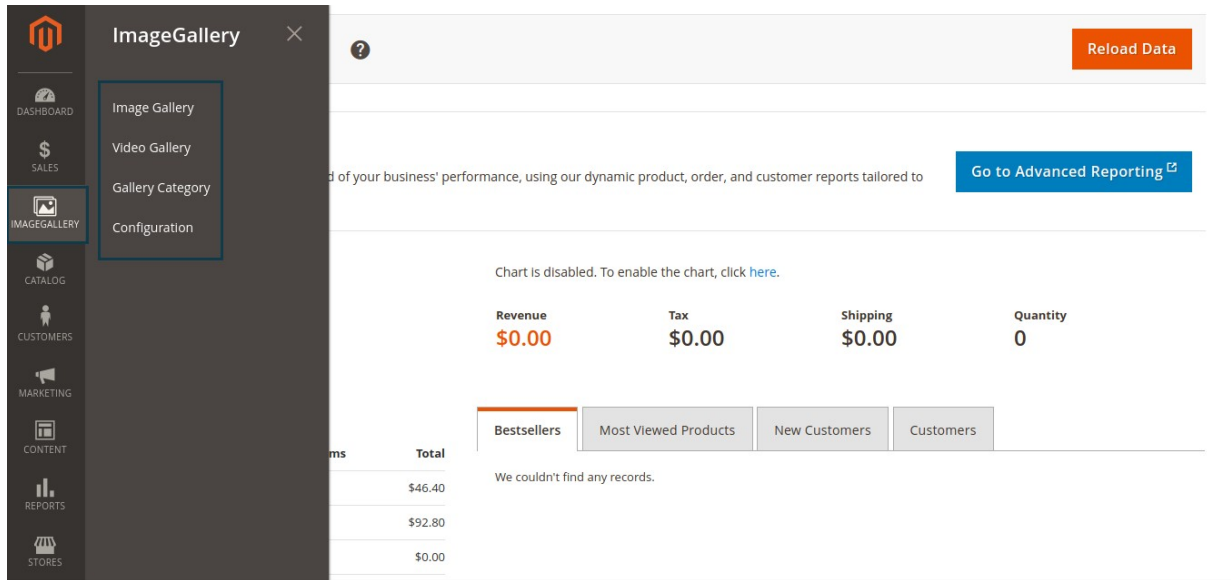 ImageGallery
Reload Data
DASHBOARD
SALES
IMAGEGALLERY
CATALOG
CUSTOMERS
MARKETING
CONTENT
REPORTS
STORES
Image Gallery
Video Gallery
Gallery Category
Configuration
of your business' performance, using our dynamic product, order, and customer reports tailored to
Go to Advanced Reporting
Chart is disabled. To enable the chart, click here.
Revenue Tax Shipping Quantity
$0.00 $0.00 $0.00 0
Bestsellers Most Viewed Products New Customers Customers
We couldn't find any records.
Total
$46.40
$92.80
$0.00